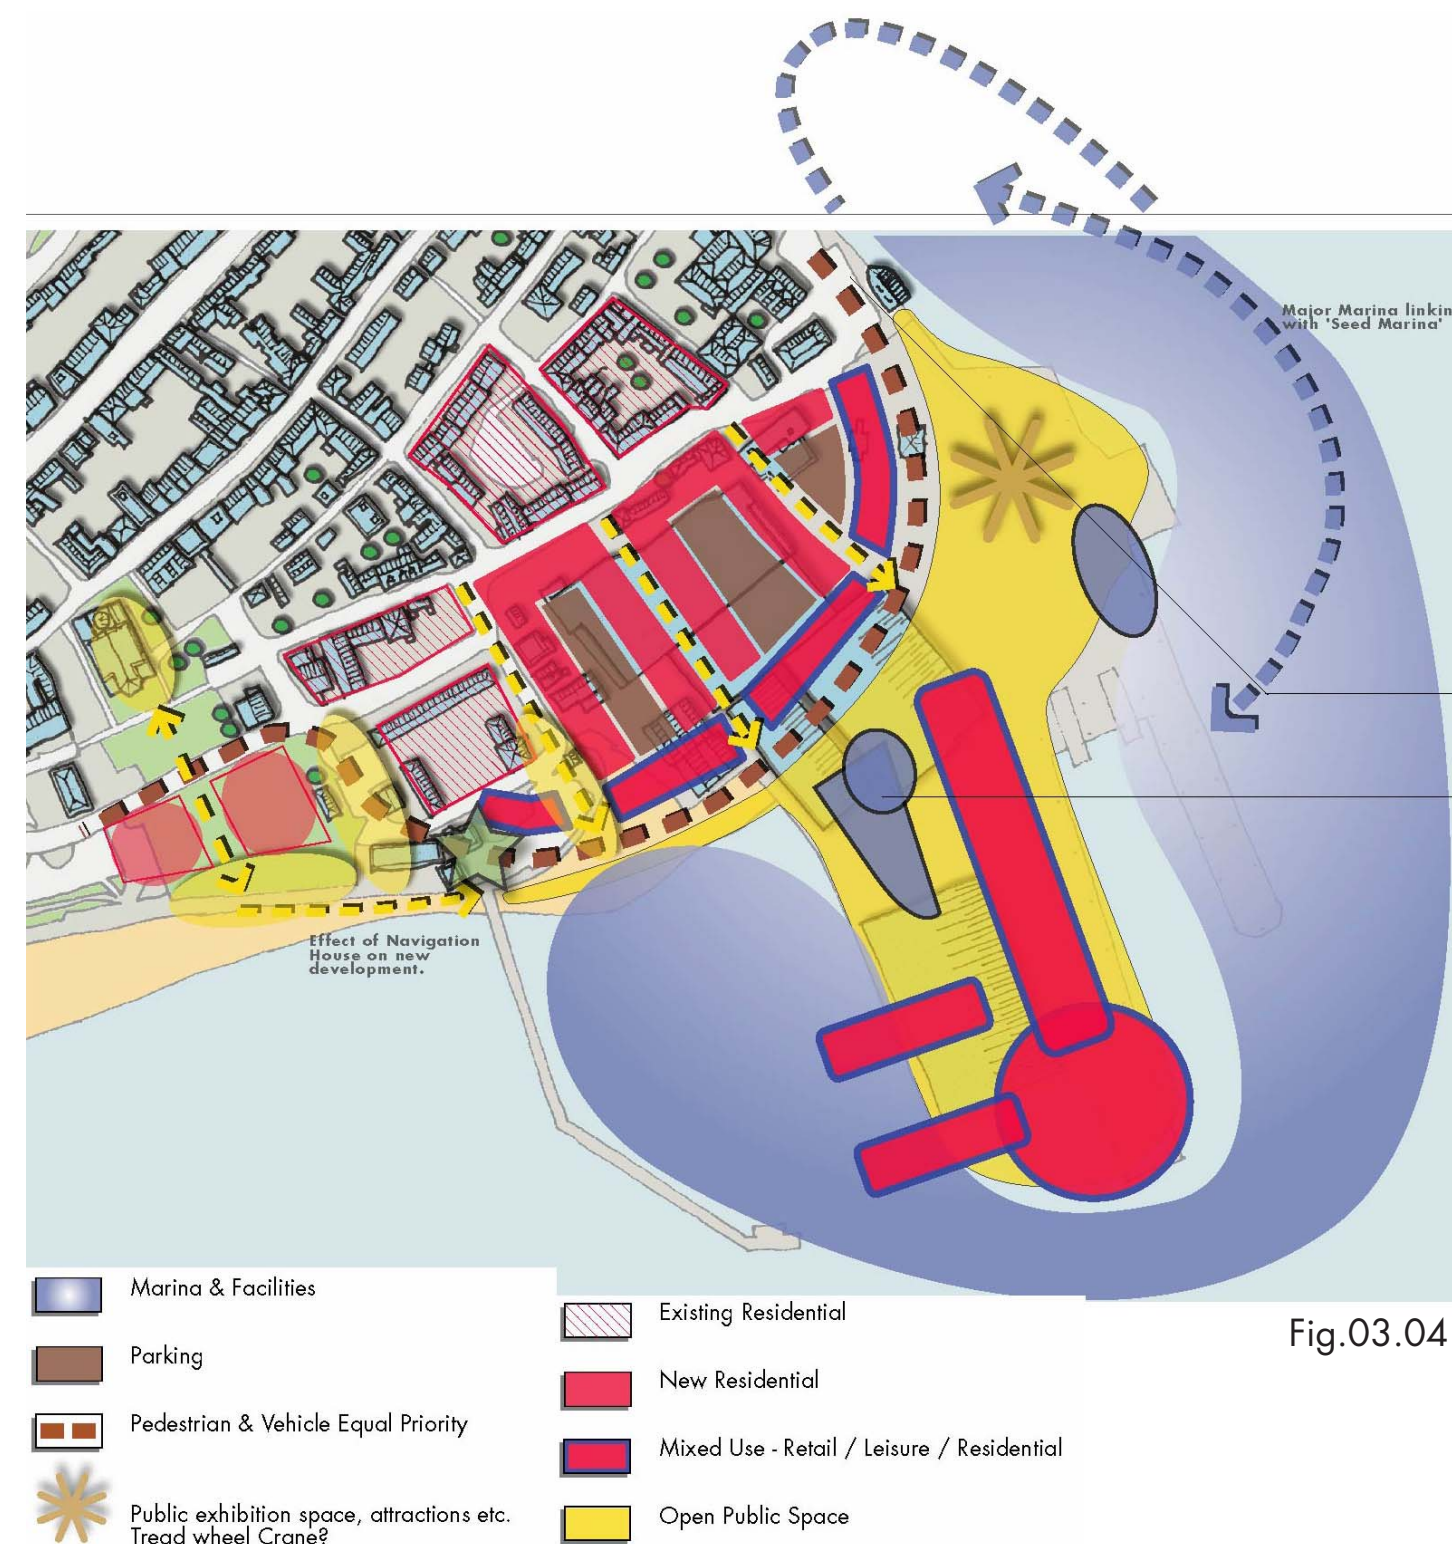 Major Marina linkin
with 'Seed Marina'
Effect of Navigation
House on new
development.
Marina & Facilities
Parking
Pedestrian & Vehicle Equal Priority
Public exhibition space, attractions etc.
Tread wheel Crane?
Existing Residential
New Residential
Mixed Use - Retail / Leisure / Residential
Open Public Space
Fig.03.04